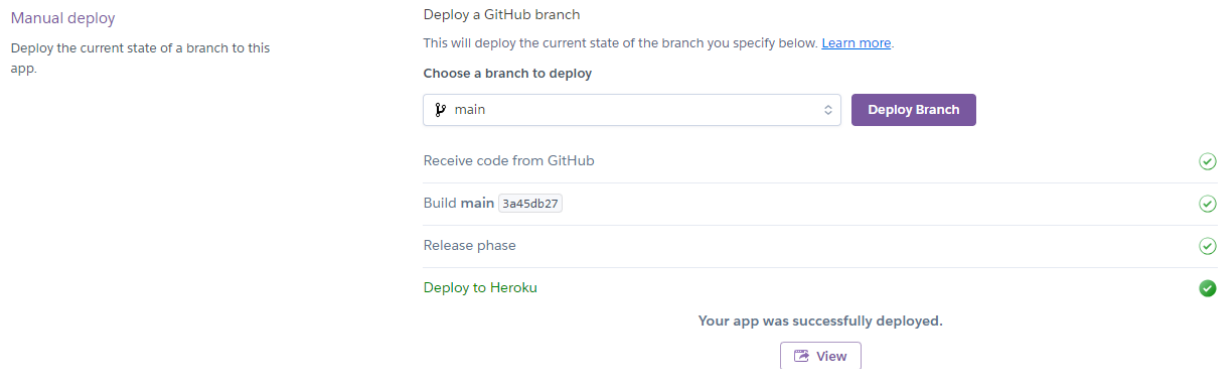 Manual deploy
Deploy the current state of a branch to this
app.
Deploy a GitHub branch
This will deploy the current state of the branch you specify below. Learn more.
Choose a branch to deploy
main
Deploy Branch
Receive code from GitHub
Build main 3a45db27
Release phase
Deploy to Heroku
Your app was successfully deployed.
View